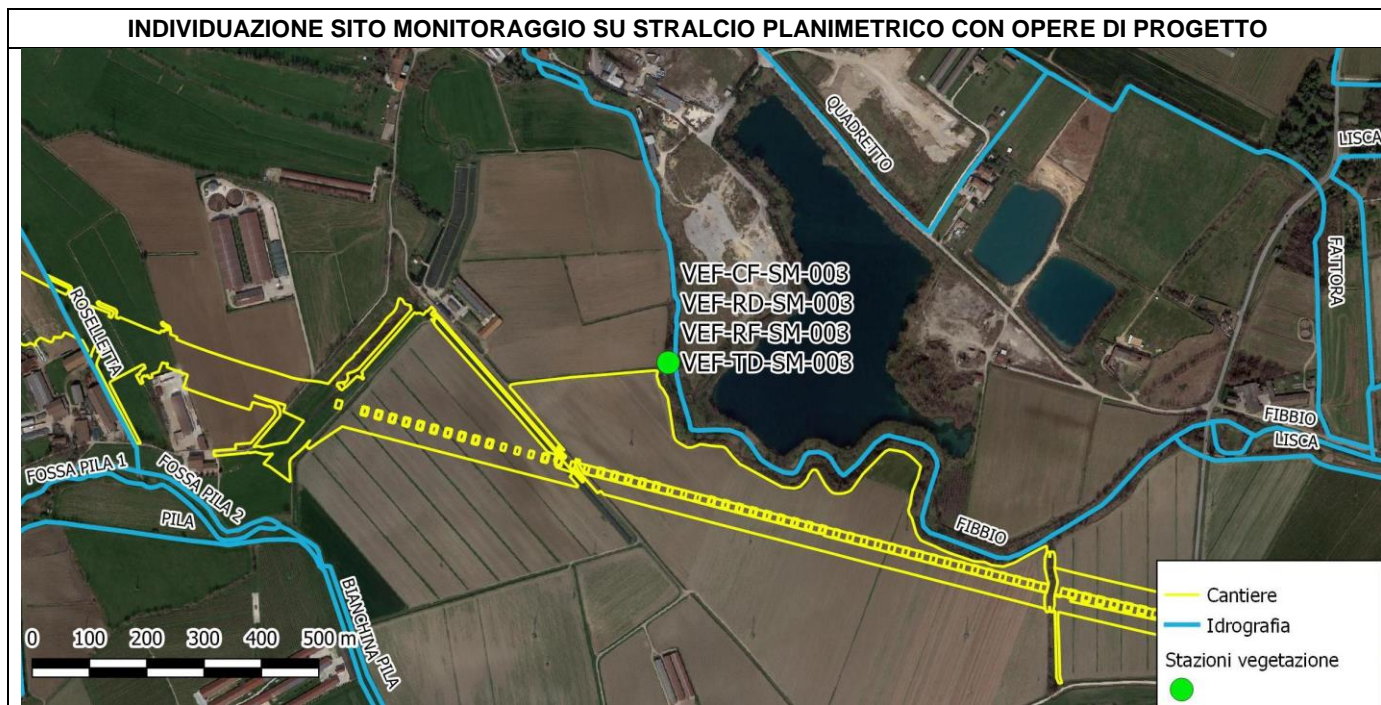 INDIVIDUAZIONE SITO MONITORAGGIO SU STRALCIO PLANIMETRICO CON OPERE DI PROGETTO
QUADRETTO
LISCA
FATTORA
ROSELLETTA
VEF-CF-SM-003
VEF-RD-SM-003
VEF-RF-SM-003
VEF-TD-SM-003
FIBBIO
LISCA
FOSSA PILA 1
FOSSA PILA 2
PILA
FIBBIO
BIANCHINA
PILA
0 100 200 300 400 500 m
Cantiere
Idrografia
Stazioni vegetazione